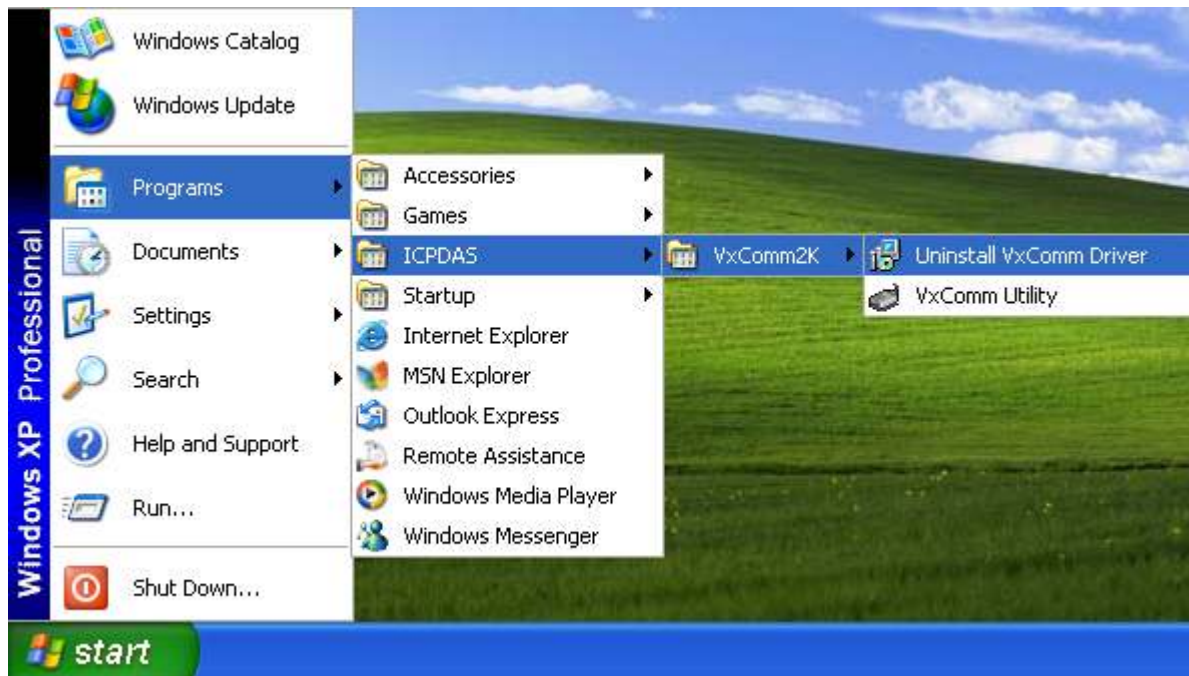 Windows XP Professional
Windows Catalog
Windows Update
Programs
Documents
Settings
Search
Help and Support
Run...
Shut Down...
Accessories
Games
ICPDAS
Startup
Internet Explorer
MSN Explorer
Outlook Express
Remote Assistance
Windows Media Player
Windows Messenger
VxComm2K
Uninstall VxComm Driver
VxComm Utility
start